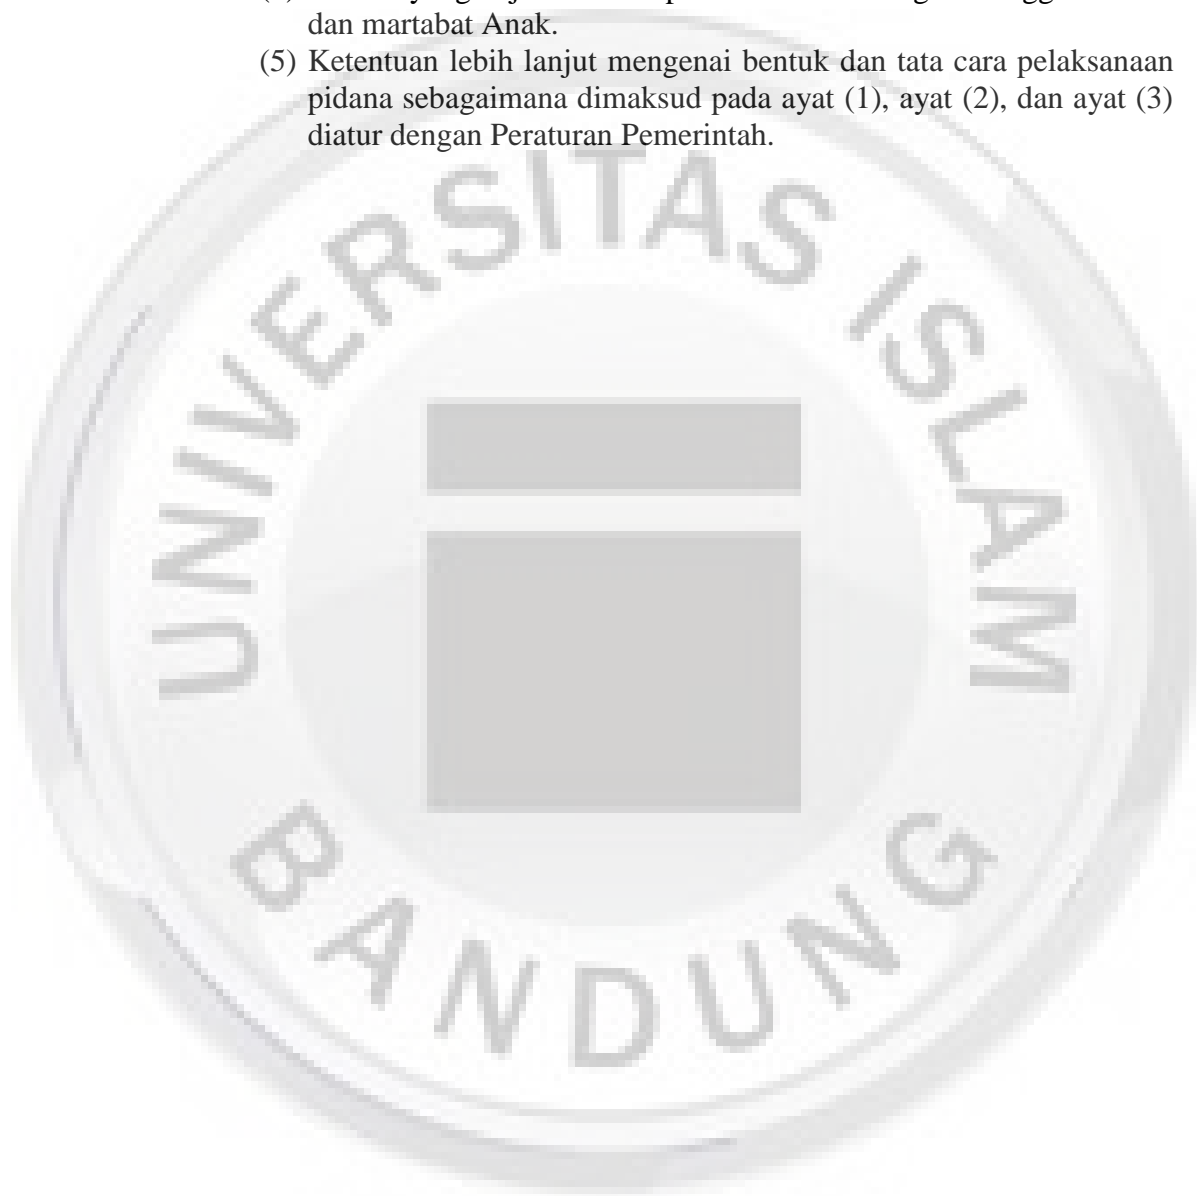 dan martabat Anak.
(5) Ketentuan lebih lanjut mengenai bentuk dan tata cara pelaksanaan
pidana sebagaimana dimaksud pada ayat (1), ayat (2), dan ayat (3)
diatur dengan Peraturan Pemerintah.
UNIVERSITAS ISLAM
BANDUNG